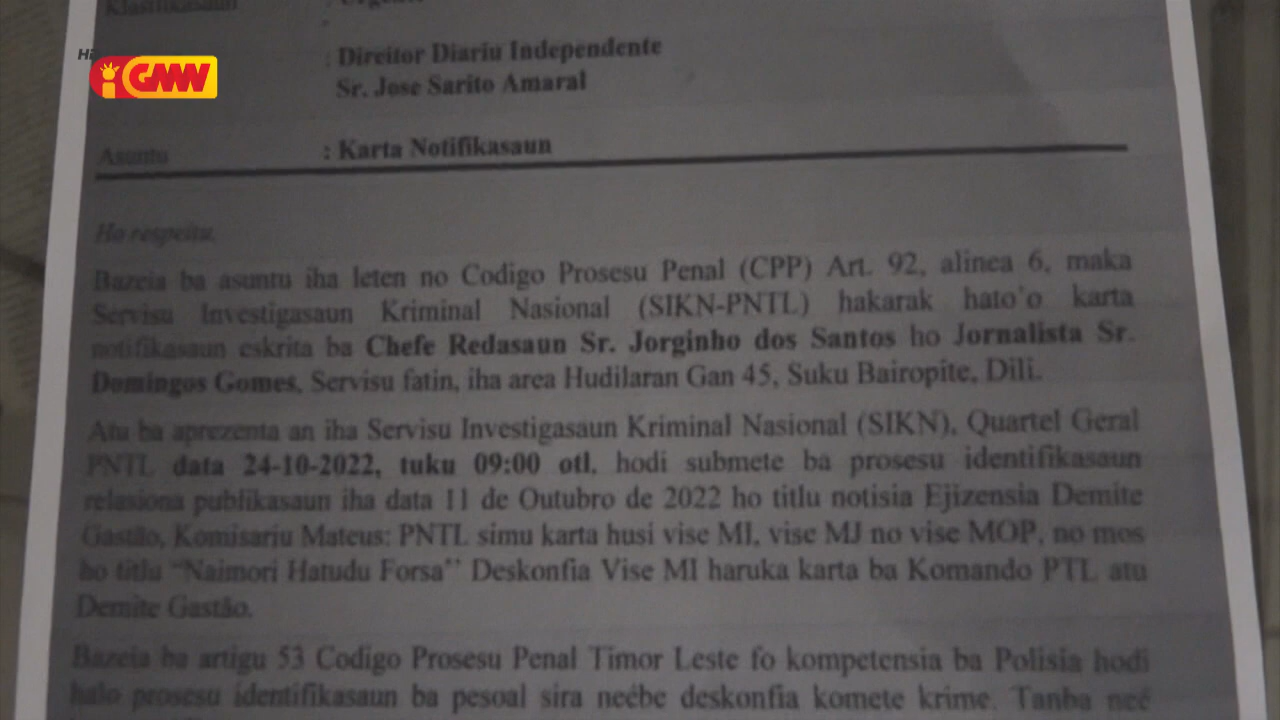 GMW
Klasifikasaun :
: Direitor Diariu Independente
Sr. Jose Sarito Amaral
Asuntu : Karta Notifikasaun
Ho respeitu,
Bazeia ba asuntu iha leten no Codigo Prosesu Penal (CPP) Art. 92, alinea 6, maka
Servisu Investigasaun Kriminal Nasional (SIKN-PNTL) hakarak hato'o karta
notifikasaun eskrita ba Chefe Redasaun Sr. Jorginho dos Santos ho Jornalista Sr.
Domingos Gomes, Servisu fatin, iha area Hudilaran Gan 45, Suku Bairopite, Dili.
Atu ba aprezenta an iha Servisu Investigasaun Kriminal Nasional (SIKN), Quartel Geral
PNTL data 24-10-2022, tuku 09:00 otl, hodi submete ba prosesu identifikasaun
relasiona publikasaun iha data 11 de Outubro de 2022 ho titlu notisia Ejizensia Demite
Gastão, Komisariu Mateus: PNTL simu karta husi vise MI, vise MJ no vise MOP, no mos
ho titlu “Naimori Hatudu Forsa” Deskonfia Vise MI haruka karta ba Komando PTL atu
Demite Gastão.
Bazeia ba artigu 53 Codigo Prosesu Penal Timor Leste fo kompetensia ba Polisia hodi
halo prosesu identifikasaun ba pesoal sira neébe deskonfia komete krime. Tanba neé